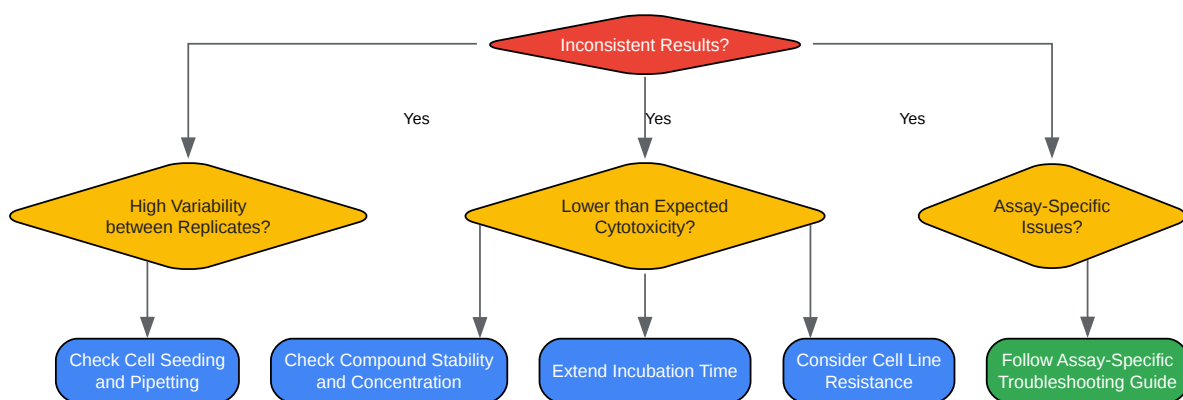 Inconsistent Results?
Yes
Yes
Yes
High Variability
between Replicates?
Lower than Expected
Cytotoxicity?
Assay-Specific
Issues?
Check Cell Seeding
and Pipetting
Check Compound Stability
and Concentration
Extend Incubation Time
Consider Cell Line
Resistance
Follow Assay-Specific
Troubleshooting Guide